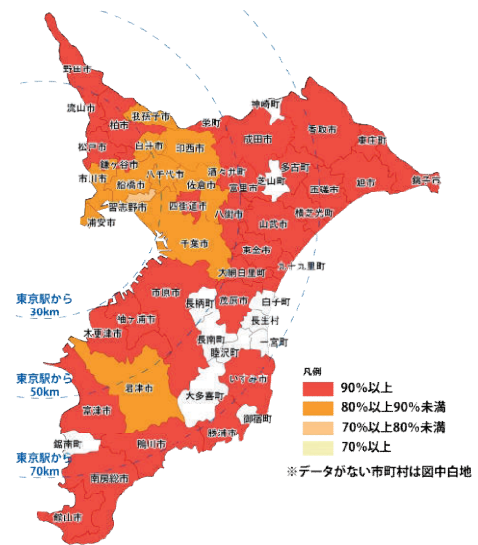 野田市
流山市
我孫子市
柏市
栄町
神崎町
成田市
香取市
東庄町
松戸市
白井市
印西市
鎌ケ谷市
酒々井町
多古町
芝山町
市川市
船橋市
八千代市
佐倉市
富里市
匝瑳市
旭市
銚子市
習志野市
四街道市
八街市
横芝光町
浦安市
山武市
千葉市
東金市
大網白里町
九十九里町
東京駅から
30km
市原市
長柄町
茂原市
白子町
袖ケ浦市
長生村
木更津市
長南町
一宮町
睦沢町
東京駅から
50km
君津市
いすみ市
大多喜町
富津市
御宿町
勝浦市
鋸南町
鴨川市
東京駅から
70km
南房総市
館山市
凡例
90%以上
80%以上90%未満
70%以上80%未満
70%以上
※データがない市町村は図中白地